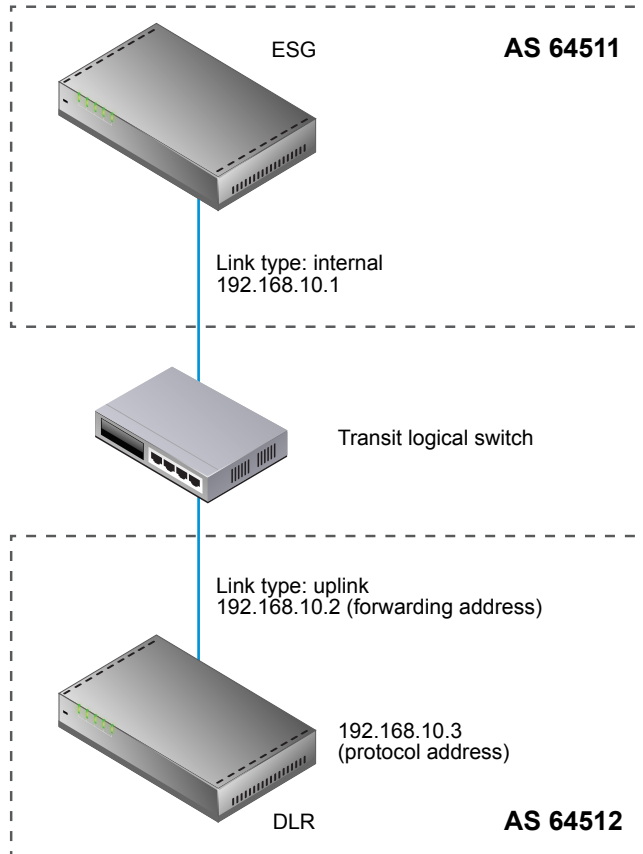 ESG
AS 64511
Link type: internal
192.168.10.1
Transit logical switch
Link type: uplink
192.168.10.2 (forwarding address)
192.168.10.3
(protocol address)
DLR
AS 64512